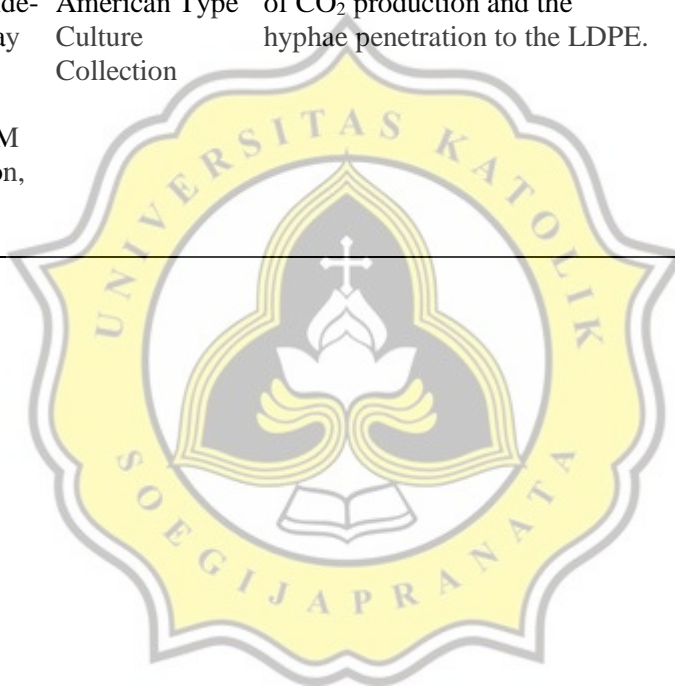 de- American Type of CO₂ production and the
ay Culture hyphae penetration to the LDPE.
Collection
M
on,
UNIVERSITAS KATOLIK
SOEGIJAPRANATA